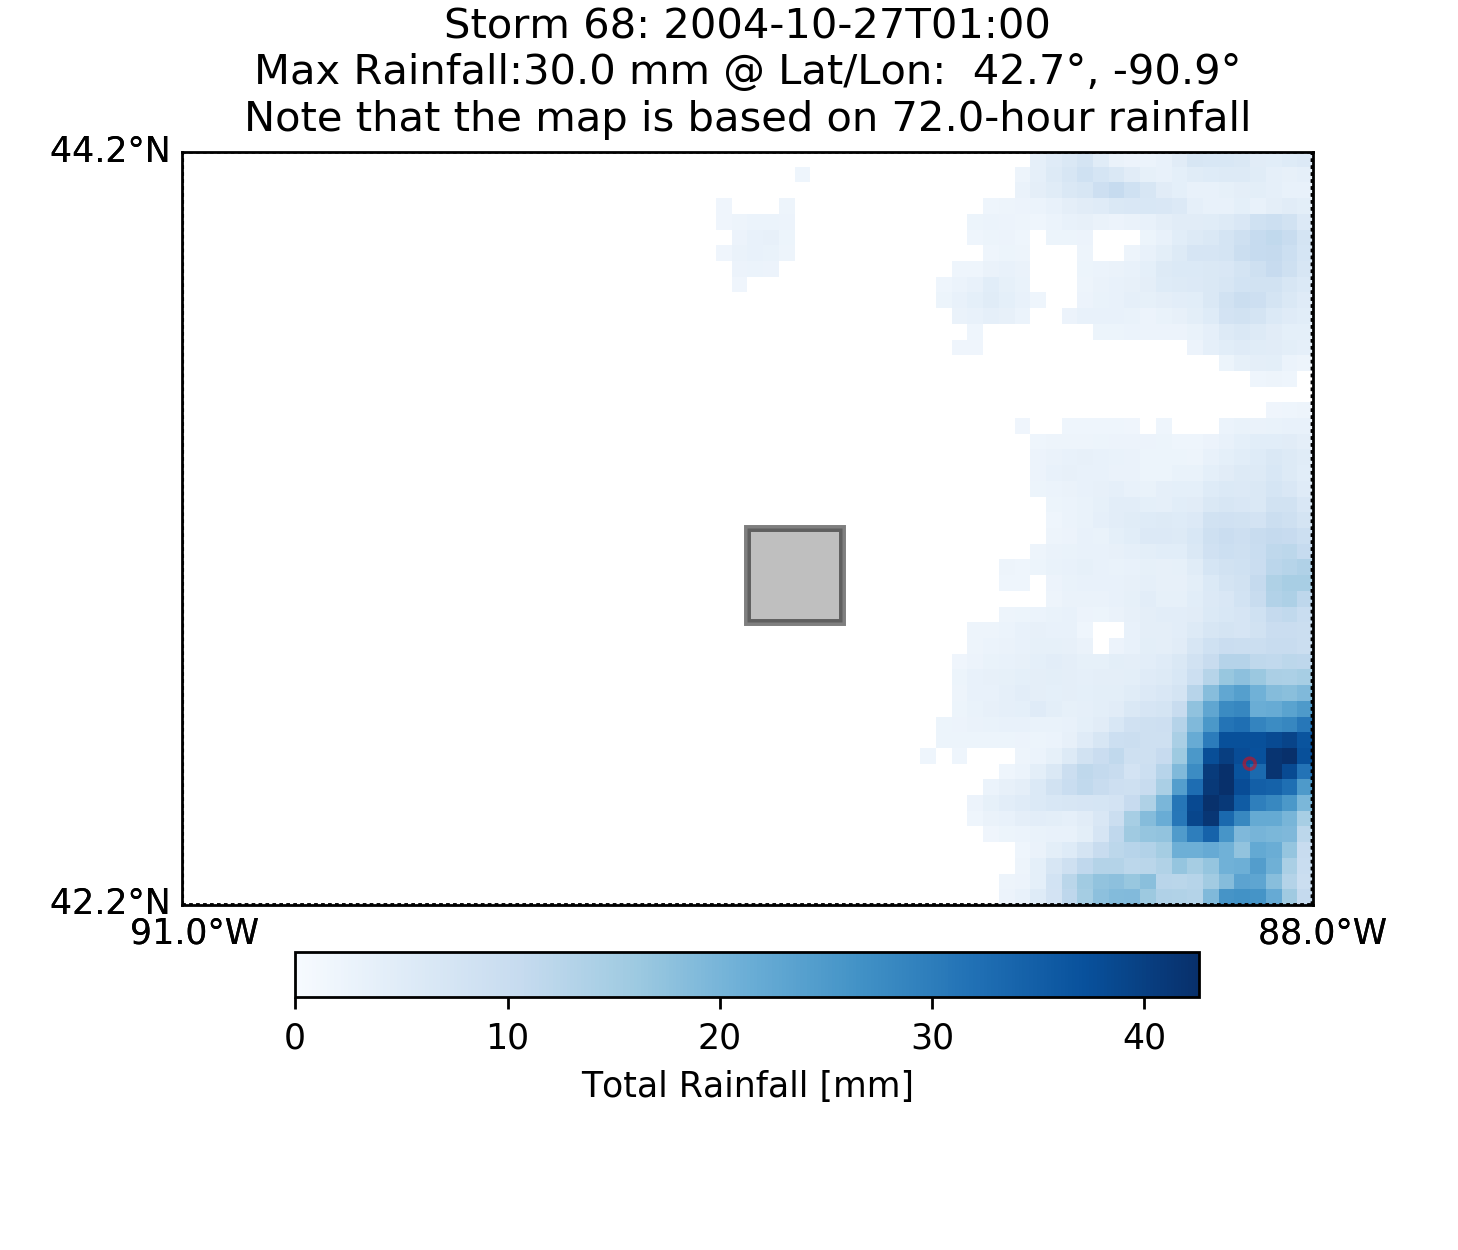 Storm 68: 2004-10-27T01:00
Max Rainfall:30.0 mm @ Lat/Lon:  42.7°, -90.9°
Note that the map is based on 72.0-hour rainfall
44.2°N
42.2°N
91.0°W 88.0°W
0 10 20 30 40
Total Rainfall [mm]